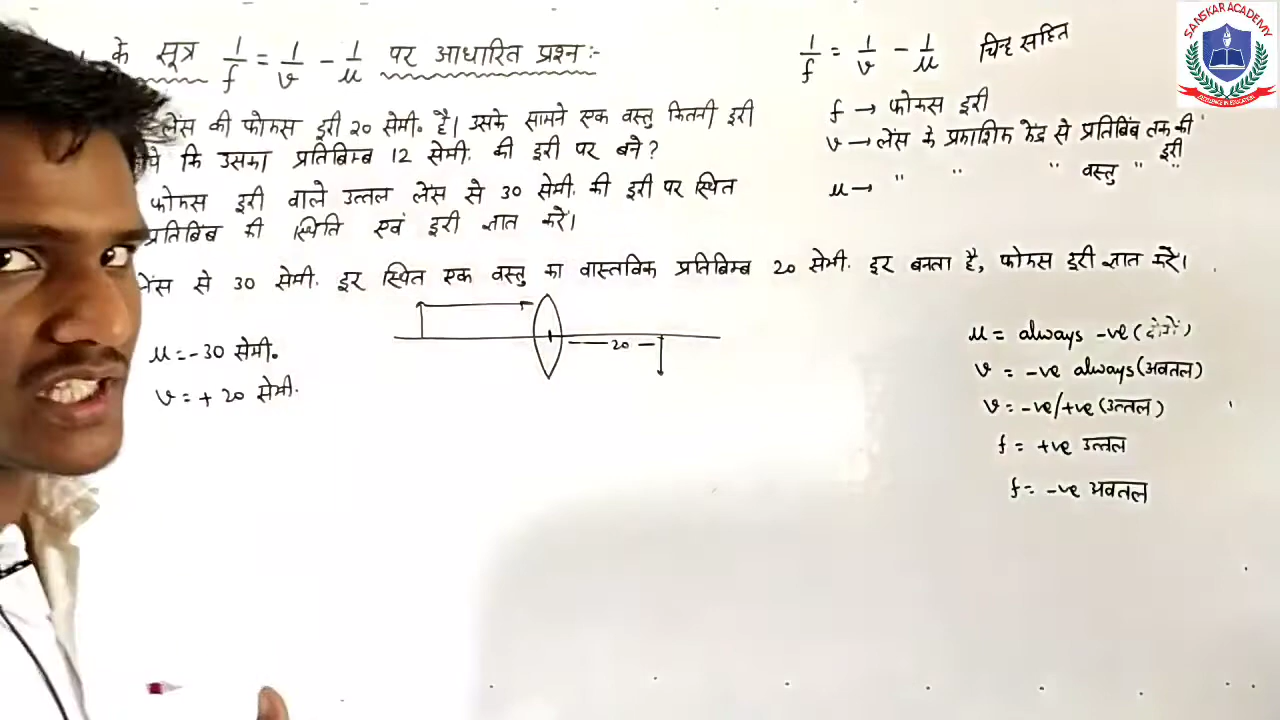 के सूत्र 1/f = 1/v - 1/u पर आधारित प्रश्न:-
लेंस की फोकस दूरी 20 सेमी. है। उसके सामने एक वस्तु कितनी दूरी
कि उसका प्रतिबिम्ब 12 सेमी. की दूरी पर बने?
फोकस दूरी वाले उत्तल लेंस से 30 सेमी. की दूरी पर स्थित
प्रतिबिंब की स्थिति एवं दूरी ज्ञात करें।
लेंस से 30 सेमी. दूर स्थित एक वस्तु का वास्तविक प्रतिबिम्ब 20 सेमी. दूर बनता है, फोकस दूरी ज्ञात करें।
u = -30 सेमी.
v = + 20 सेमी.
20
1/f = 1/v - 1/u चिन्ह सहित
f → फोकस दूरी
v → लेंस के प्रकाशिक केंद्र से प्रतिबिंब तक की दूरी
u → " " " वस्तु " "
u = always -ve (दोनों)
v = -ve always (अवतल)
v = -ve/+ve (उत्तल)
f = +ve उत्तल
f = -ve अवतल
SANSKAR ACADEMY
EXCELLENCE IN EDUCATION